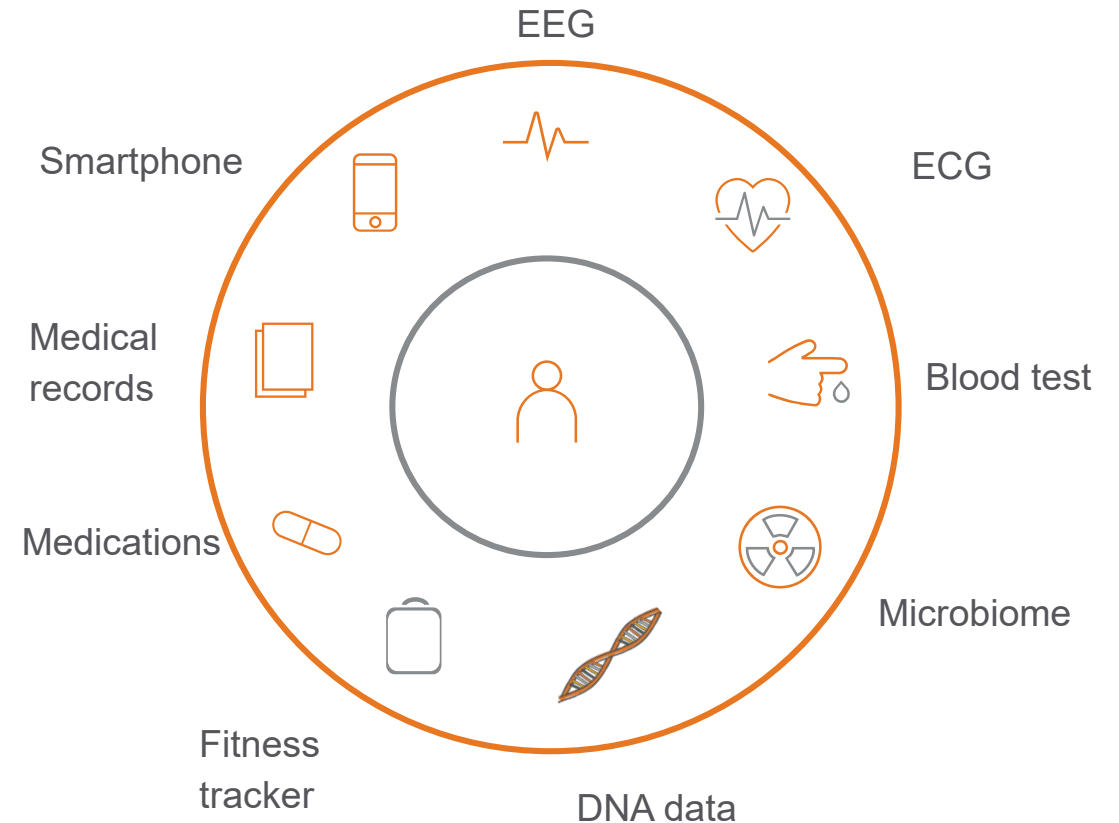 EEG
Smartphone
ECG
Medical
records
Blood test
Medications
Microbiome
Fitness
tracker
DNA data